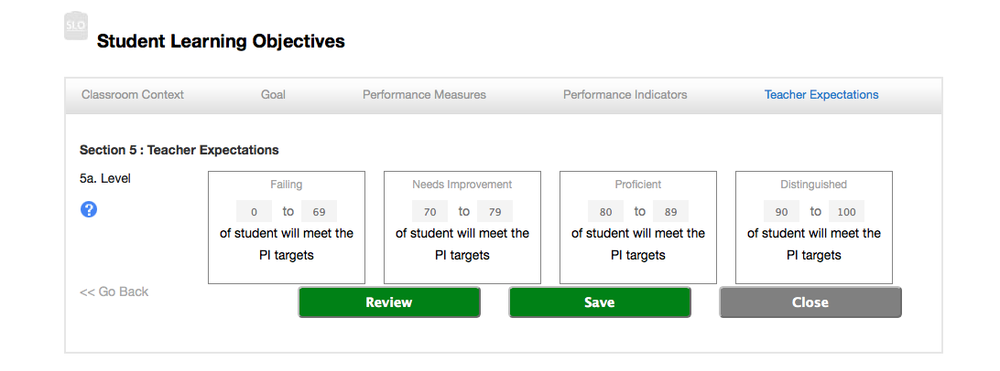 SLO
Student Learning Objectives
Classroom Context Goal Performance Measures Performance Indicators Teacher Expectations
Section 5 : Teacher Expectations
5a. Level
?
Failing
0 to 69
of student will meet the
PI targets
Needs Improvement
70 to 79
of student will meet the
PI targets
Proficient
80 to 89
of student will meet the
PI targets
Distinguished
90 to 100
of student will meet the
PI targets
<< Go Back
Review Save Close